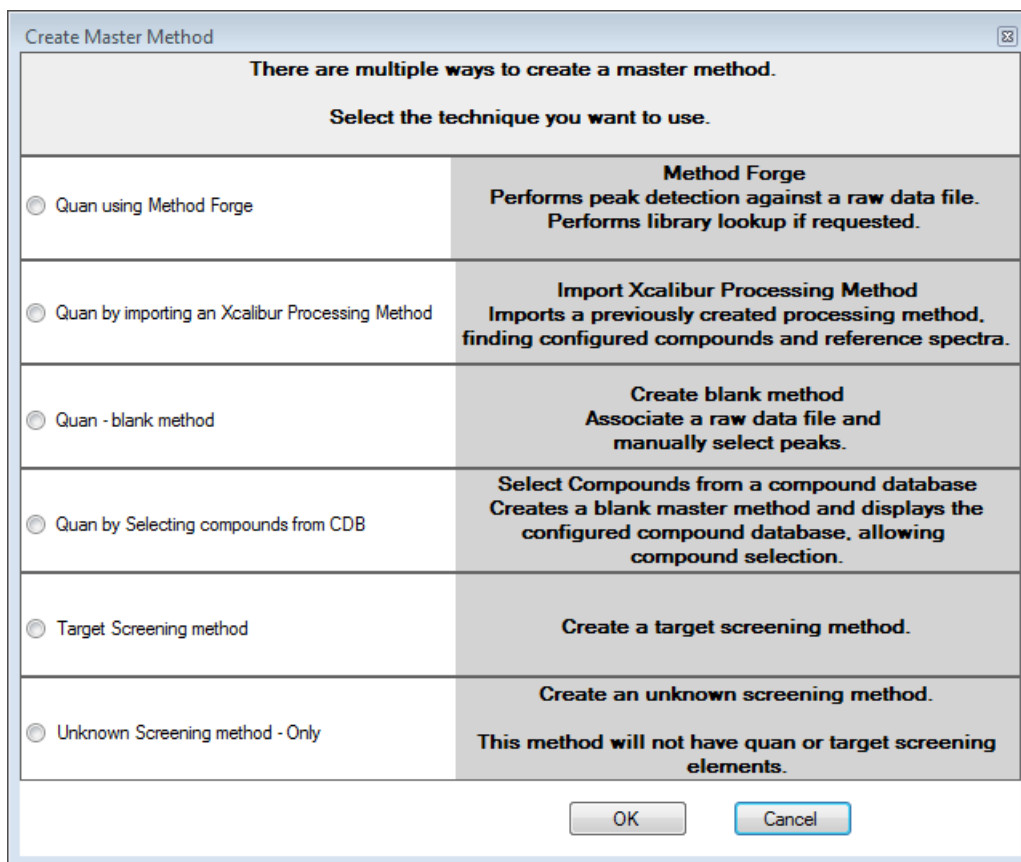 Create Master Method
There are multiple ways to create a master method.
Select the technique you want to use.
Quan using Method Forge
Method Forge
Performs peak detection against a raw data file.
Performs library lookup if requested.
Quan by importing an Xcalibur Processing Method
Import Xcalibur Processing Method
Imports a previously created processing method,
finding configured compounds and reference spectra.
Quan - blank method
Create blank method
Associate a raw data file and
manually select peaks.
Quan by Selecting compounds from CDB
Select Compounds from a compound database
Creates a blank master method and displays the
configured compound database, allowing
compound selection.
Target Screening method
Create a target screening method.
Unknown Screening method - Only
Create an unknown screening method.
This method will not have quan or target screening
elements.
OK
Cancel